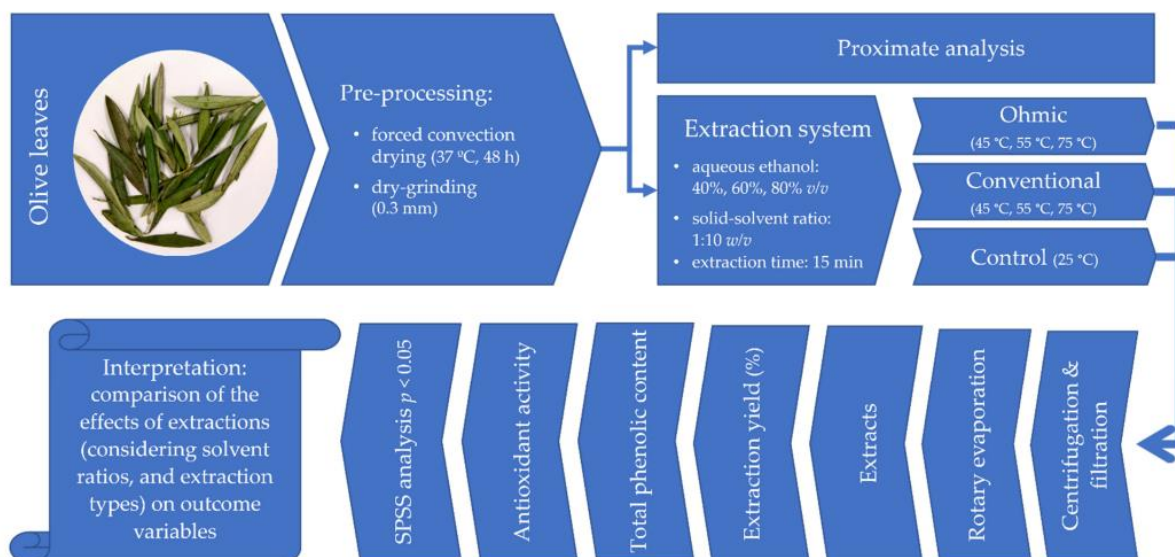 Olive leaves
Pre-processing:
• forced convection
drying (37 ºC, 48 h)
• dry-grinding
(0.3 mm)
Proximate analysis
Extraction system
• aqueous ethanol:
40%, 60%, 80% v/v
• solid-solvent ratio:
1:10 w/v
• extraction time: 15 min
Ohmic
(45 °C, 55 °C, 75 °C)
Conventional
(45 °C, 55 °C, 75 °C)
Control (25 °C)
Centrifugation &
filtration
Rotary evaporation
Extracts
Extraction yield (%)
Total phenolic content
Antioxidant activity
SPSS analysis p < 0.05
Interpretation:
comparison of the
effects of extractions
(considering solvent
ratios, and extraction
types) on outcome
variables